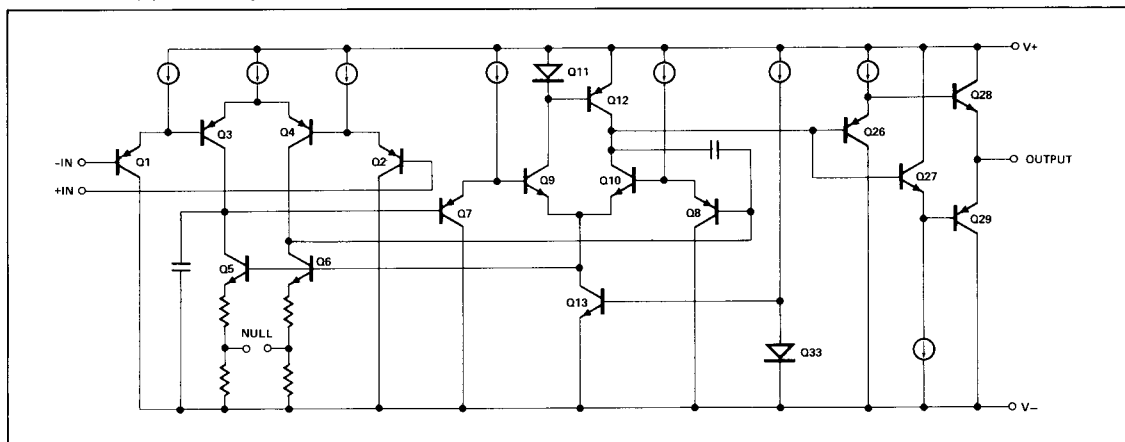 V+
Q11
Q12
Q3
Q4
Q26
Q28
-IN
Q1
Q2
Q9
Q10
Q27
OUTPUT
+IN
Q7
Q8
Q29
Q5
Q6
Q13
NULL
Q33
V-